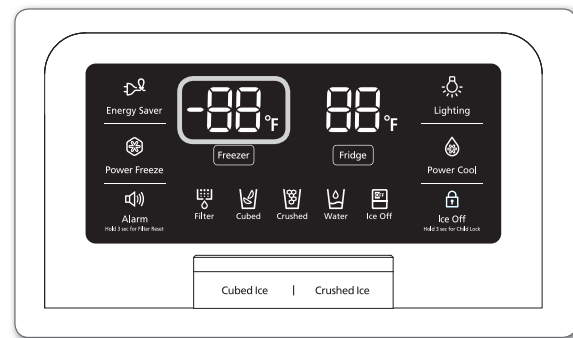 Energy Saver
-88°F
88°F
Lighting
Freezer
Fridge
Power Freeze
Power Cool
Alarm
Hold 3 sec for Filter Reset
Filter
Cubed
Crushed
Water
Ice Off
Ice Off
Hold 3 sec for Child Lock
Cubed Ice | Crushed Ice